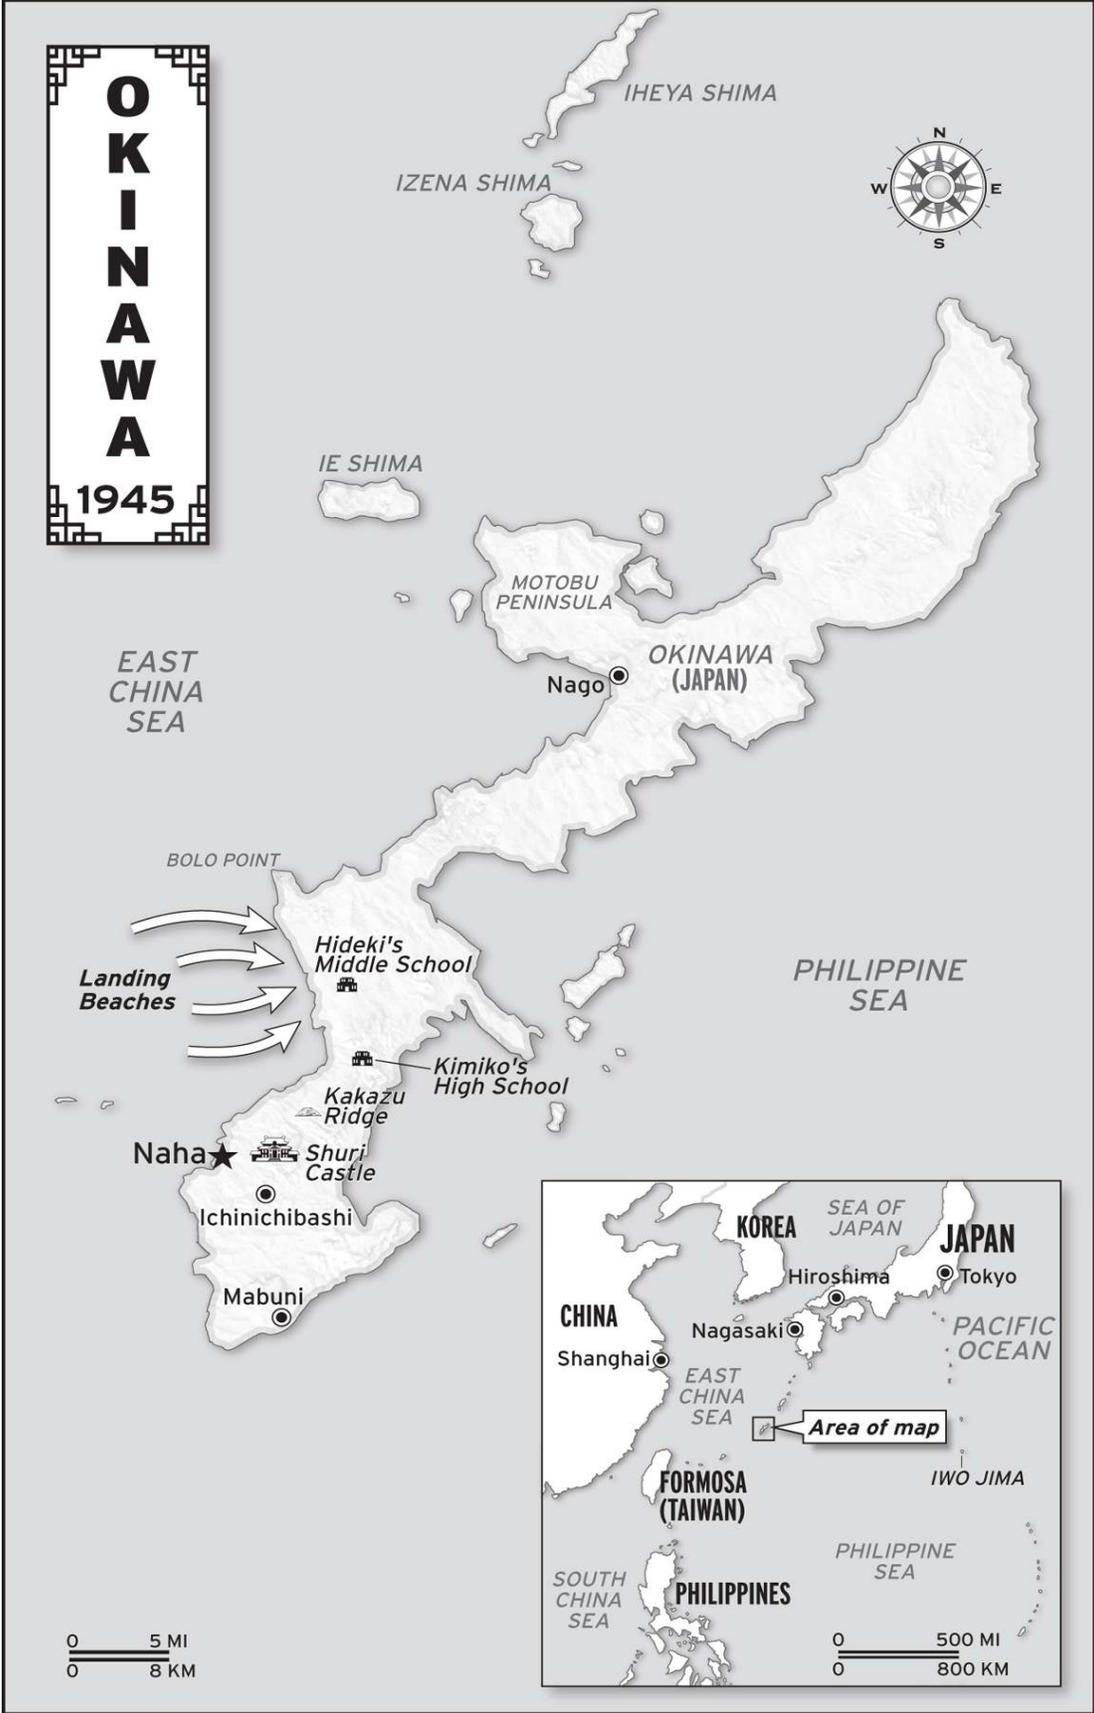 OKINAWA
1945
IHEYA SHIMA
IZENA SHIMA
N
W
E
S
IE SHIMA
MOTOBU
PENINSULA
EAST
CHINA
SEA
OKINAWA
(JAPAN)
Nago
BOLO POINT
Landing
Beaches
Hideki's
Middle School
PHILIPPINE
SEA
Kimiko's
High School
Kakazu
Ridge
Naha
Shuri
Castle
Ichinichibashi
Mabuni
0 5 MI
0 8 KM
KOREA
SEA OF
JAPAN
JAPAN
Hiroshima
Tokyo
CHINA
Nagasaki
PACIFIC
OCEAN
Shanghai
EAST
CHINA
SEA
Area of map
IWO JIMA
FORMOSA
(TAIWAN)
PHILIPPINE
SEA
SOUTH
CHINA
SEA
PHILIPPINES
0 500 MI
0 800 KM